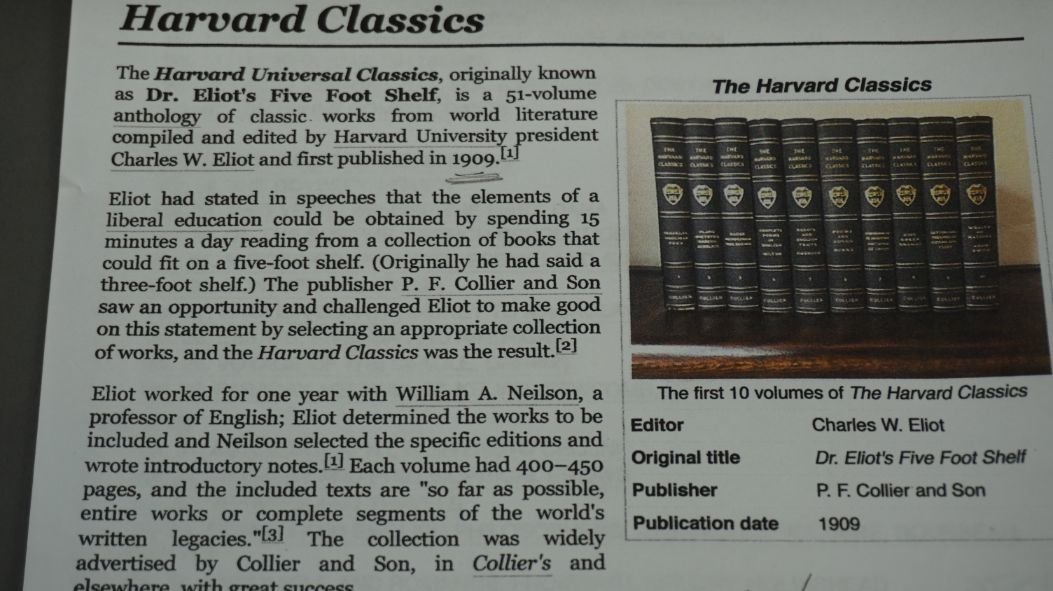 Harvard Classics
The Harvard Universal Classics, originally known
as Dr. Eliot's Five Foot Shelf, is a 51-volume
anthology of classic works from world literature
compiled and edited by Harvard University president
Charles W. Eliot and first published in 1909.[1]
Eliot had stated in speeches that the elements of a
liberal education could be obtained by spending 15
minutes a day reading from a collection of books that
could fit on a five-foot shelf. (Originally he had said a
three-foot shelf.) The publisher P. F. Collier and Son
saw an opportunity and challenged Eliot to make good
on this statement by selecting an appropriate collection
of works, and the Harvard Classics was the result.[2]
Eliot worked for one year with William A. Neilson, a
professor of English; Eliot determined the works to be
included and Neilson selected the specific editions and
wrote introductory notes.[1] Each volume had 400–450
pages, and the included texts are "so far as possible,
entire works or complete segments of the world's
written legacies."[3] The collection was widely
advertised by Collier and Son, in Collier's and
elsewhere, with great success.
The Harvard Classics
The first 10 volumes of The Harvard Classics
Editor Charles W. Eliot
Original title Dr. Eliot's Five Foot Shelf
Publisher P. F. Collier and Son
Publication date 1909